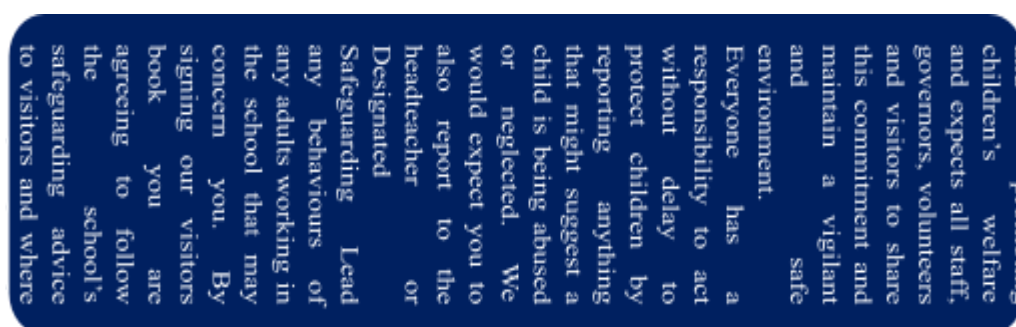 children's welfare
and expects all staff,
governors, volunteers
and visitors to share
this commitment and
maintain a vigilant
and safe
environment.
Everyone has a
responsibility to act
without delay to
protect children by
reporting anything
that might suggest a
child is being abused
or neglected. We
would expect you to
also report to the
headteacher or
Designated
Safeguarding Lead
any behaviours of
any adults working in
the school that may
concern you. By
signing our visitors
book you are
agreeing to follow
the school's
safeguarding advice
to visitors and where